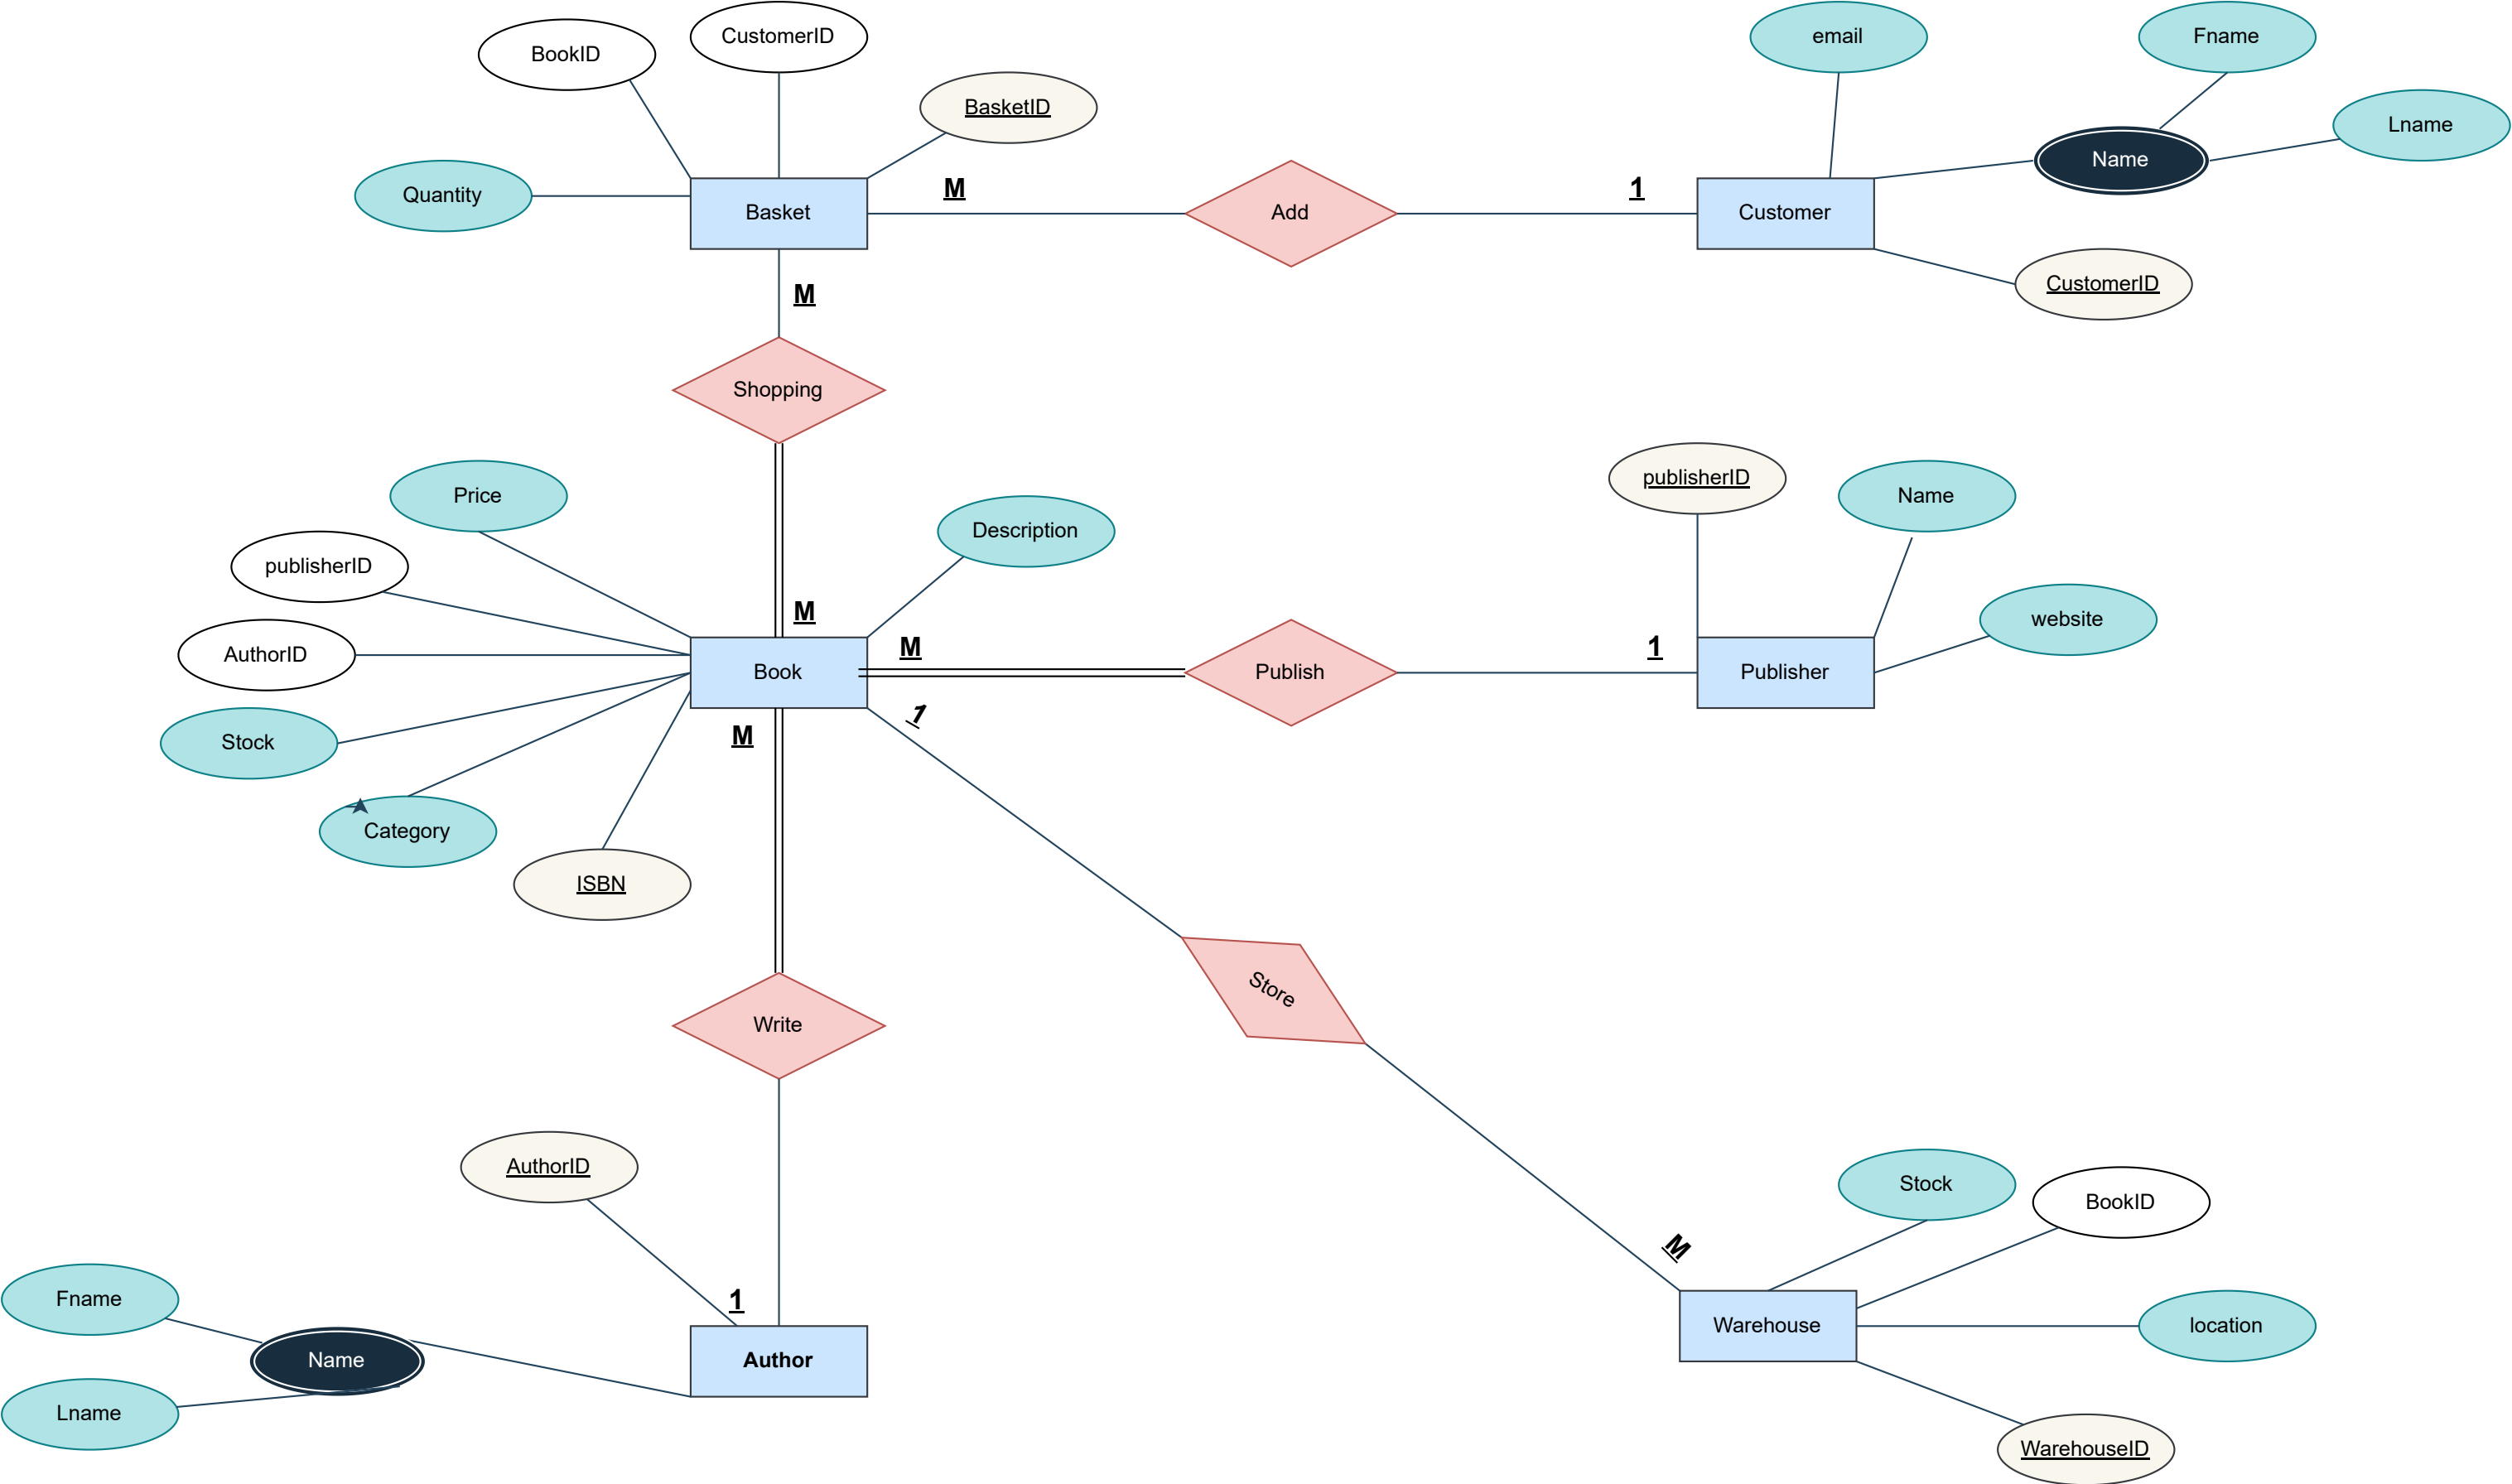 CustomerID
email
Fname
BookID
BasketID
Lname
Name
Quantity
M
1
Basket
Add
Customer
CustomerID
M
Shopping
publisherID
Price
Name
Description
publisherID
M
website
M
1
AuthorID
Book
Publish
Publisher
1
M
Stock
Category
ISBN
Store
Write
AuthorID
Stock
BookID
M
Fname
1
Warehouse
location
Name
Author
Lname
WarehouseID